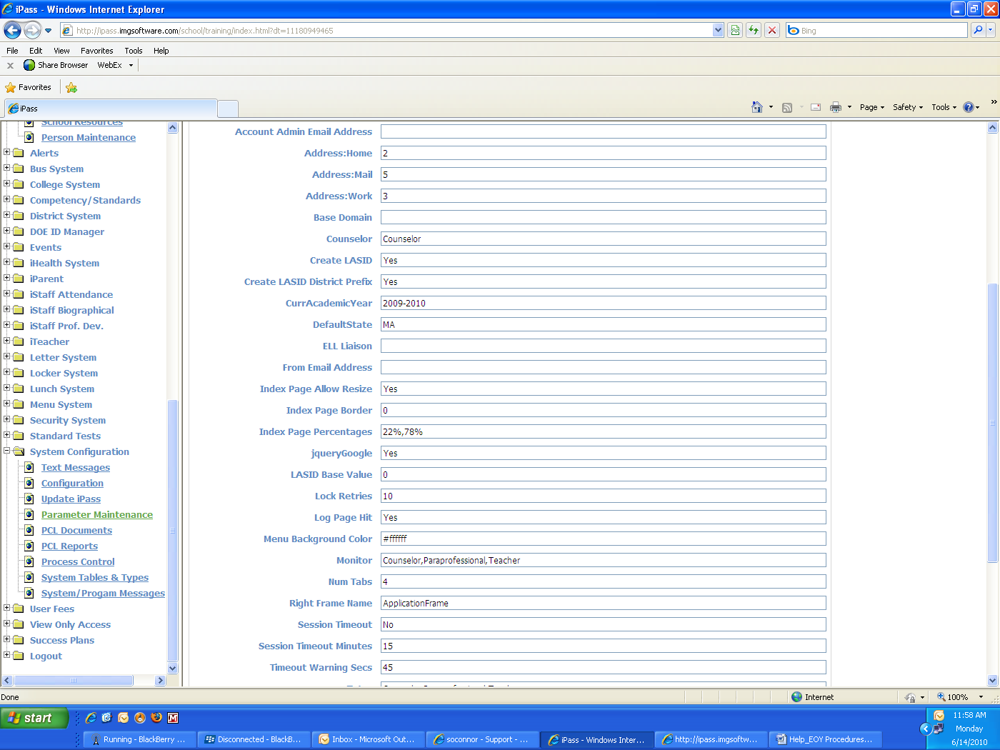 iPass - Windows Internet Explorer
http://ipass.imgsoftware.com/school/training/index.html?dt=11180949465
Bing
File Edit View Favorites Tools Help
x Share Browser WebEx
Favorites
iPass
Page Safety Tools »
School Resources
Person Maintenance
Alerts
Bus System
College System
Competency/Standards
District System
DOE ID Manager
Events
iHealth System
iParent
iStaff Attendance
iStaff Biographical
iStaff Prof. Dev.
iTeacher
Letter System
Locker System
Lunch System
Menu System
Security System
Standard Tests
System Configuration
Text Messages
Configuration
Update iPass
Parameter Maintenance
PCL Documents
PCL Reports
Process Control
System Tables & Types
System/Progam Messages
User Fees
View Only Access
Success Plans
Logout
Account Admin Email Address
Address:Home 2
Address:Mail 5
Address:Work 3
Base Domain
Counselor Counselor
Create LASID Yes
Create LASID District Prefix Yes
CurrAcademicYear 2009-2010
DefaultState MA
ELL Liaison
From Email Address
Index Page Allow Resize Yes
Index Page Border 0
Index Page Percentages 22%,78%
jqueryGoogle Yes
LASID Base Value 0
Lock Retries 10
Log Page Hit Yes
Menu Background Color #ffffff
Monitor Counselor,Paraprofessional,Teacher
Num Tabs 4
Right Frame Name ApplicationFrame
Session Timeout No
Session Timeout Minutes 15
Timeout Warning Secs 45
Done Internet 100%
start
11:58 AM
Monday
6/14/2010
Running - BlackBerry ... Disconnected - BlackB... Inbox - Microsoft Out... soconnor - Support - ... iPass - Windows Inter... http://ipass.imgsoftw... Help_EOY Procedures...